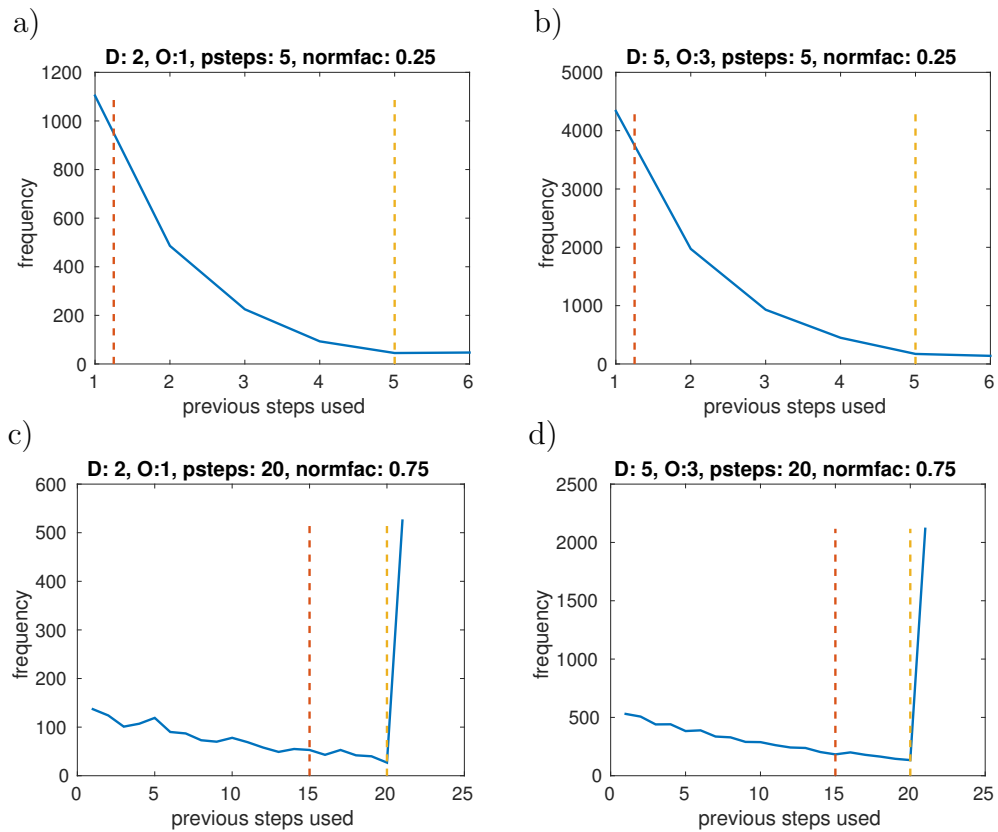 a)
D: 2, O:1, psteps: 5, normfac: 0.25
1200
1000
800
600
400
200
0
frequency
1 2 3 4 5 6
previous steps used
b)
D: 5, O:3, psteps: 5, normfac: 0.25
5000
4000
3000
2000
1000
0
frequency
1 2 3 4 5 6
previous steps used
c)
D: 2, O:1, psteps: 20, normfac: 0.75
600
500
400
300
200
100
0
frequency
0 5 10 15 20 25
previous steps used
d)
D: 5, O:3, psteps: 20, normfac: 0.75
2500
2000
1500
1000
500
0
frequency
0 5 10 15 20 25
previous steps used